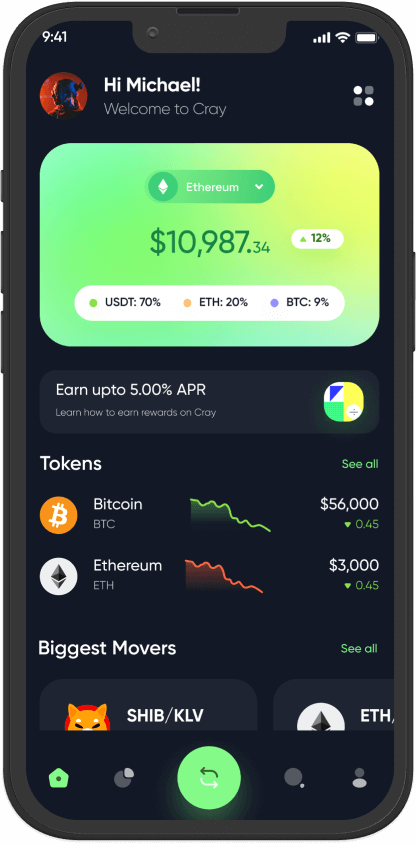 9:41
Hi Michael!
Welcome to Cray
Ethereum
$10,987.34
12%
USDT: 70% ETH: 20% BTC: 9%
Earn upto 5.00% APR
Learn how to earn rewards on Cray
Tokens See all
Bitcoin $56,000
BTC 0.45
Ethereum $3,000
ETH 0.45
Biggest Movers See all
SHIB/KLV ETH/